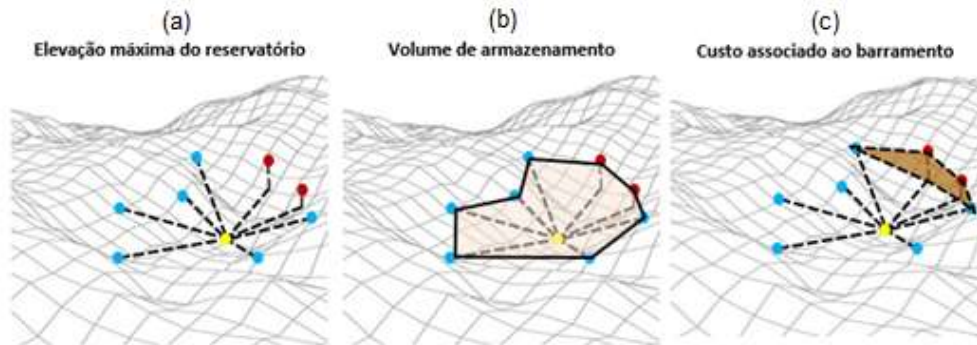 (a)
Elevação máxima do reservatório
(b)
Volume de armazenamento
(c)
Custo associado ao barramento